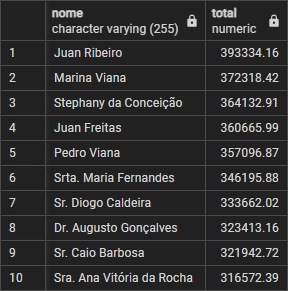 nome total
character varying (255) numeric
1 Juan Ribeiro 393334.16
2 Marina Viana 372318.42
3 Stephany da Conceição 364132.91
4 Juan Freitas 360665.99
5 Pedro Viana 357096.87
6 Srta. Maria Fernandes 346195.88
7 Sr. Diogo Caldeira 333662.02
8 Dr. Augusto Gonçalves 323413.16
9 Sr. Caio Barbosa 321942.72
10 Sra. Ana Vitória da Rocha 316572.39